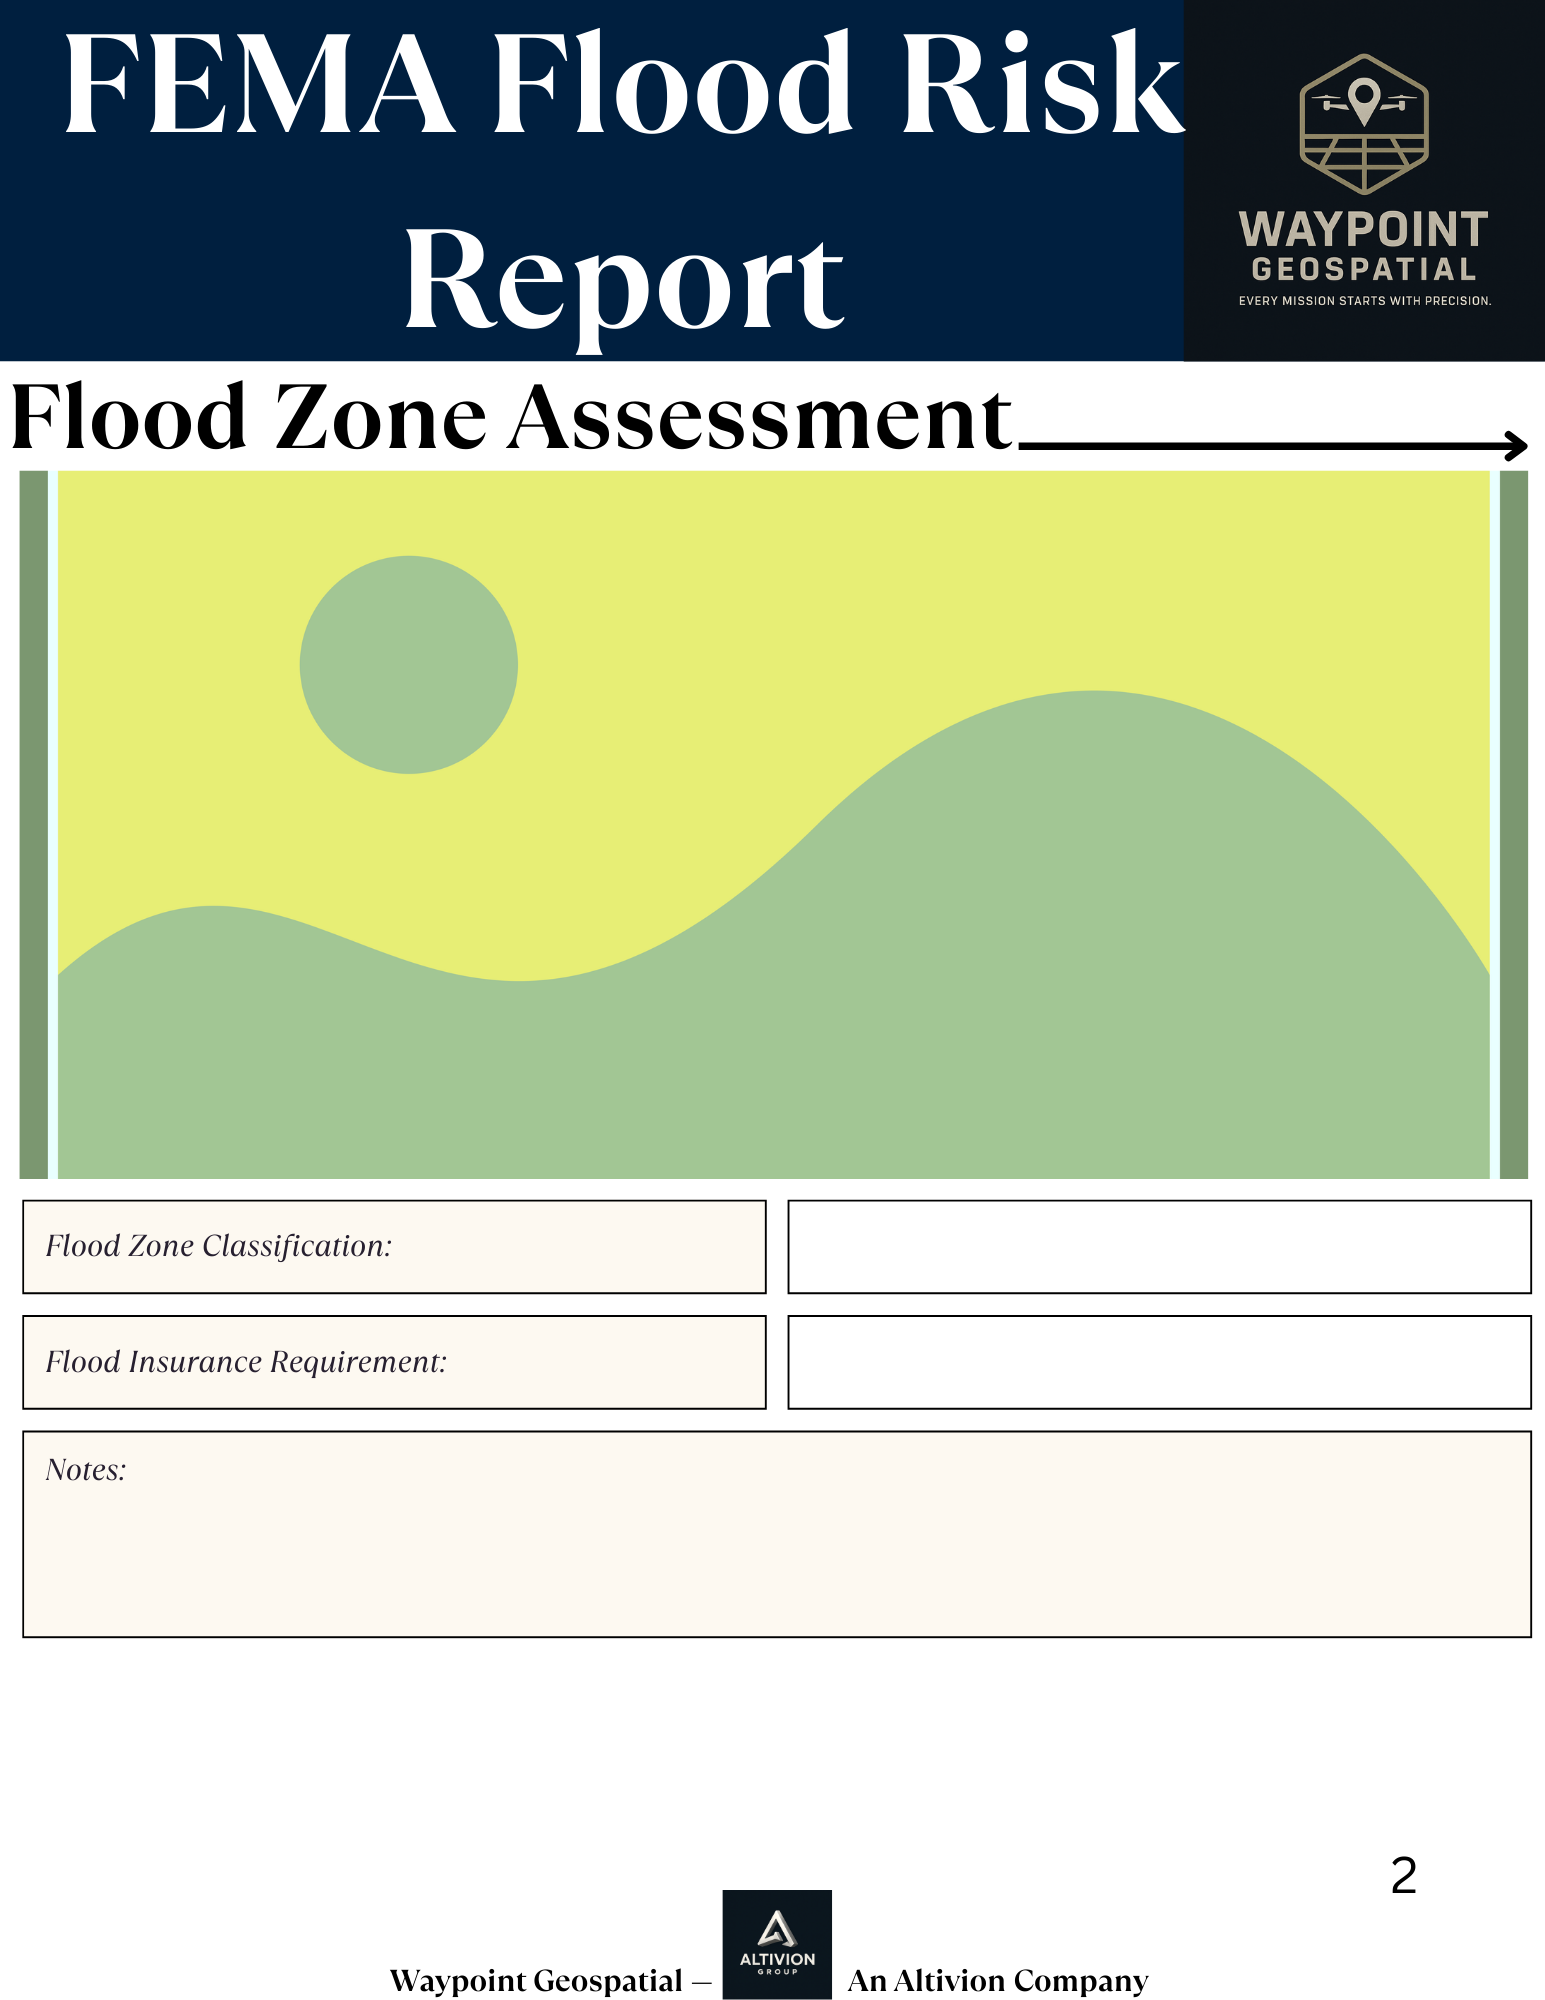 FEMA Flood Risk
Report
WAYPOINT
GEOSPATIAL
EVERY MISSION STARTS WITH PRECISION.
Flood Zone Assessment
Flood Zone Classification:
Flood Insurance Requirement:
Notes:
2
ALTIVION
GROUP
Waypoint Geospatial — An Altivion Company